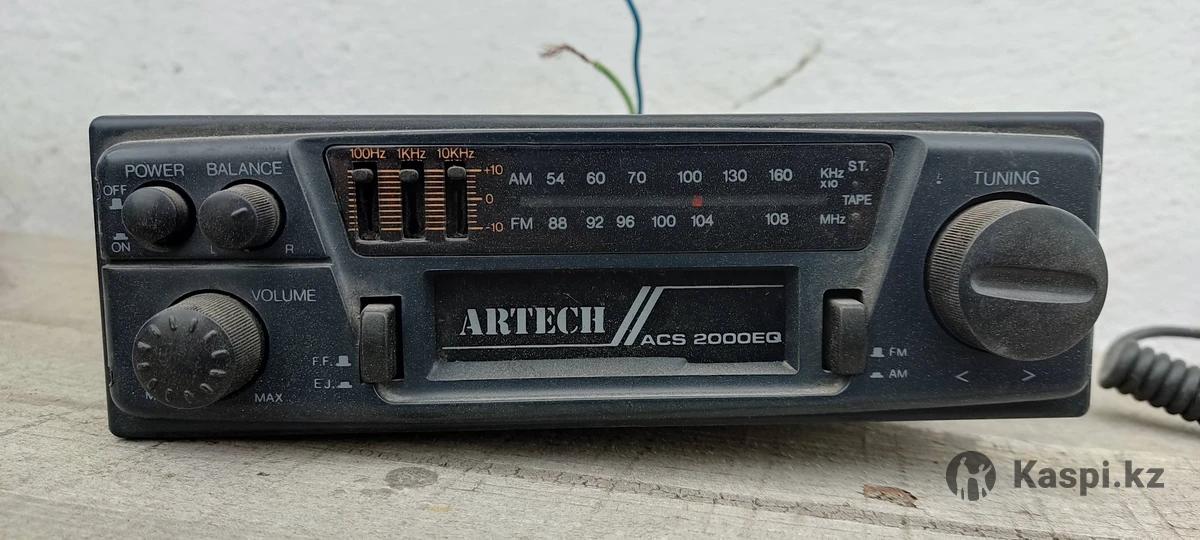 POWER
OFF
ON
BALANCE
L R
VOLUME
MAX
F.F.
E.J.
100Hz 1KHz 10KHz
+10
0
-10
AM 54 60 70 100 130 160 KHz X10
FM 88 92 96 100 104 108 MHz
ST.
TAPE
ARTECH
ACS 2000EQ
TUNING
FM
AM
< >
Kaspi.kz